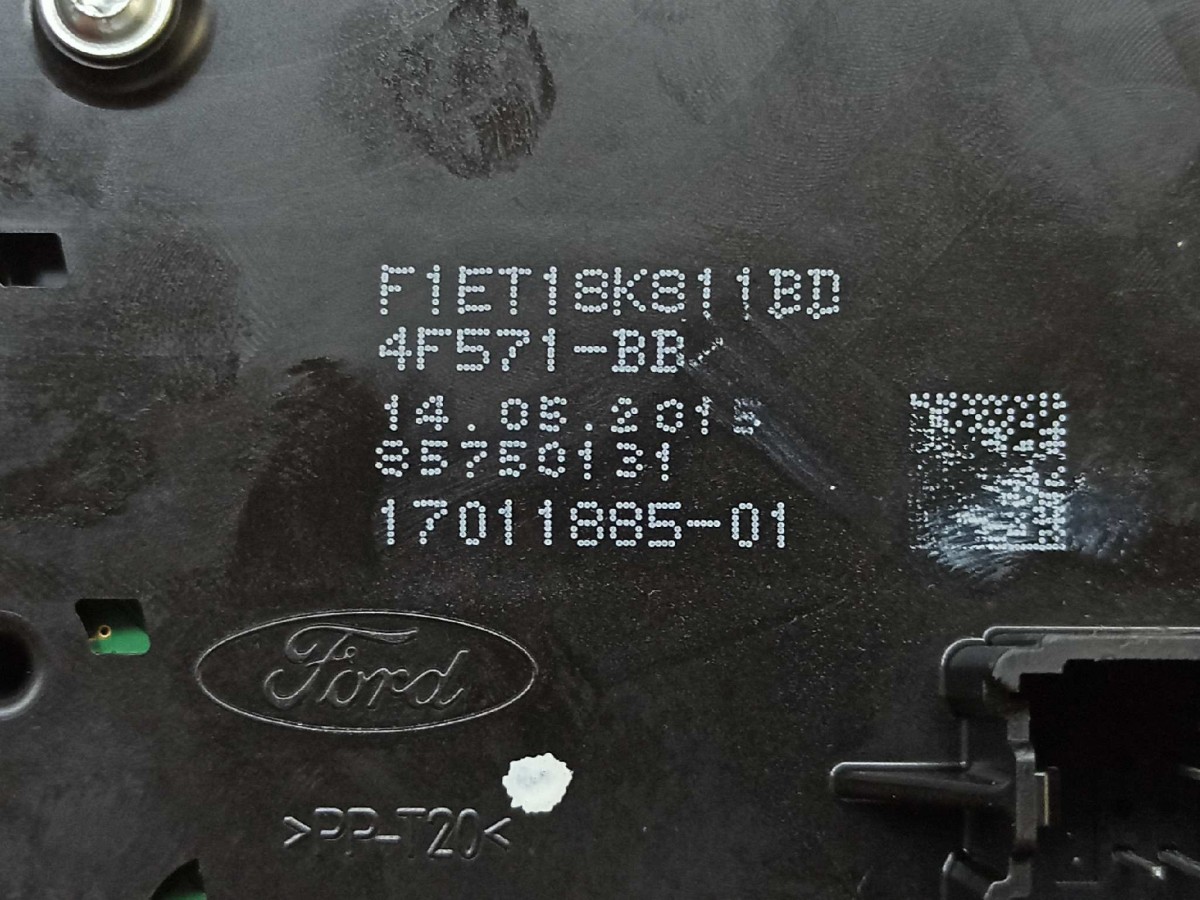 F1ET18K811BD
4F571-BB
14.05.2015
85750131
17011885-01
Ford
>PP-T20<